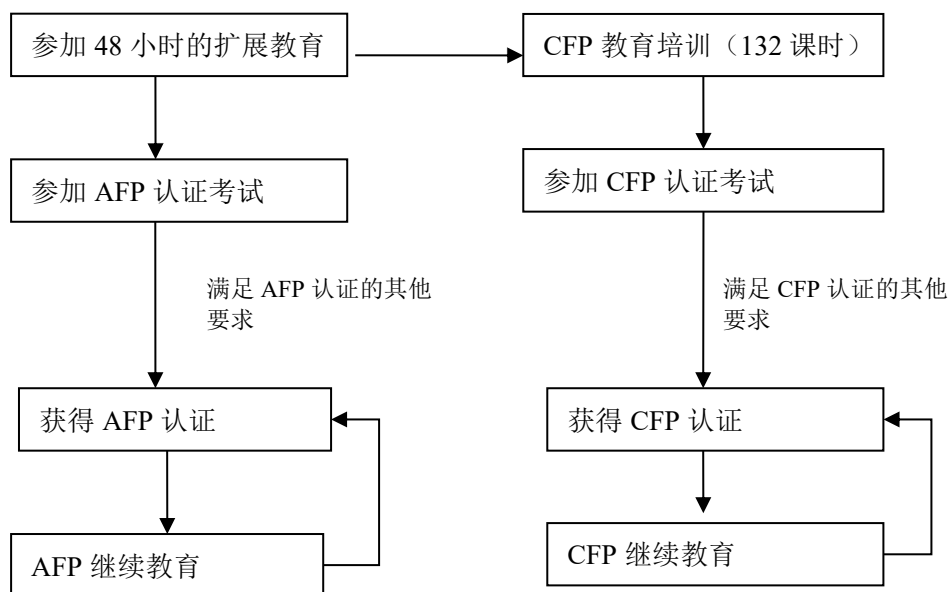 参加 48 小时的扩展教育
CFP 教育培训（132 课时）
参加 AFP 认证考试
参加 CFP 认证考试
满足 AFP 认证的其他
要求
满足 CFP 认证的其他
要求
获得 AFP 认证
获得 CFP 认证
AFP 继续教育
CFP 继续教育